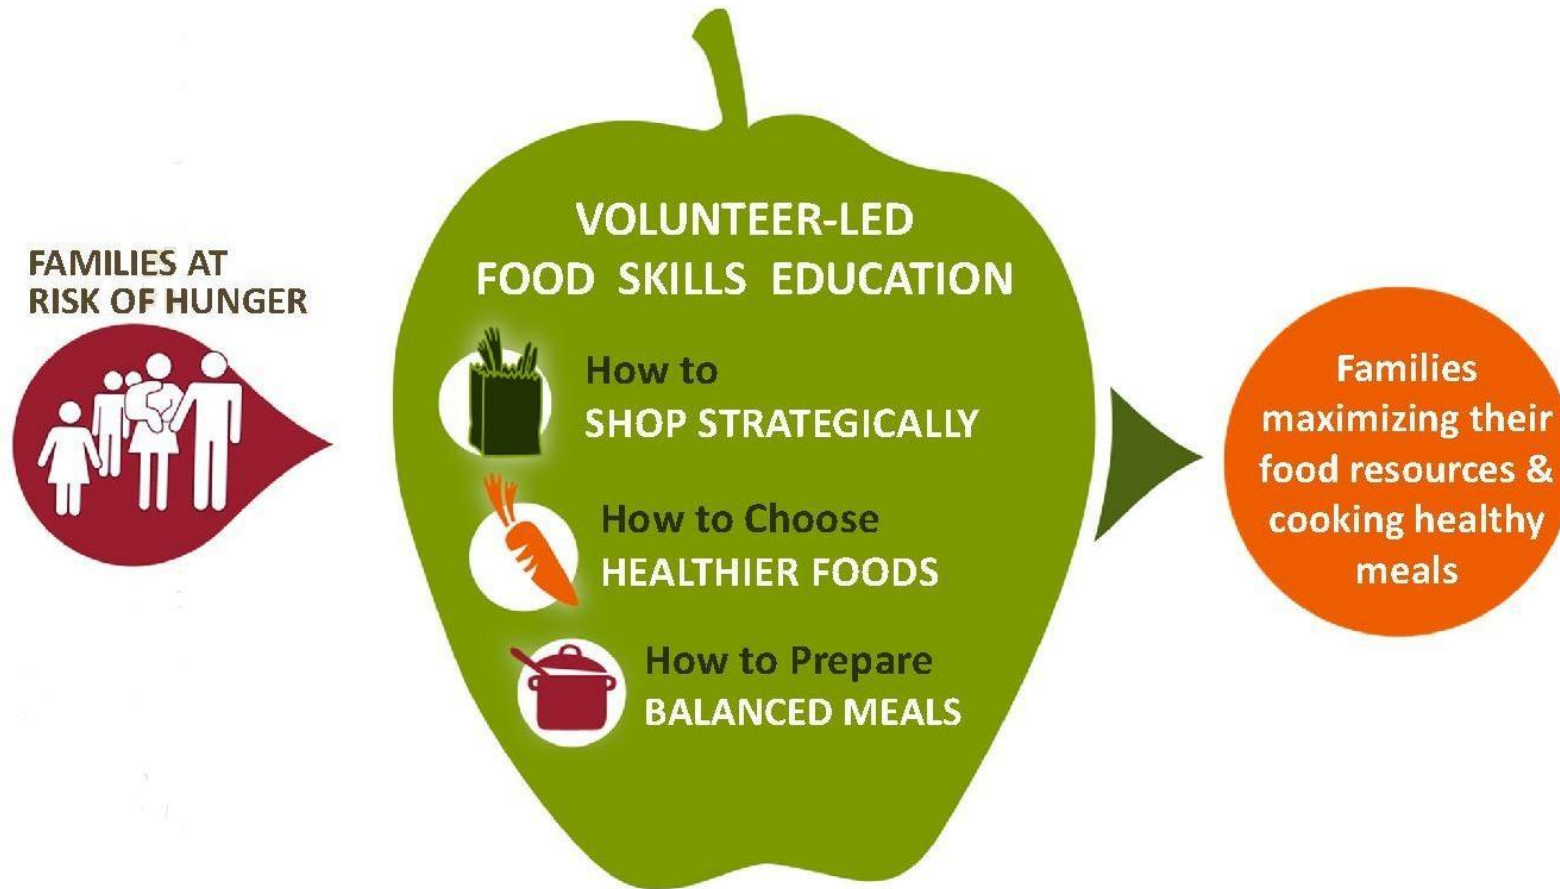 FAMILIES AT
RISK OF HUNGER
VOLUNTEER-LED
FOOD SKILLS EDUCATION
How to
SHOP STRATEGICALLY
How to Choose
HEALTHIER FOODS
How to Prepare
BALANCED MEALS
Families
maximizing their
food resources &
cooking healthy
meals